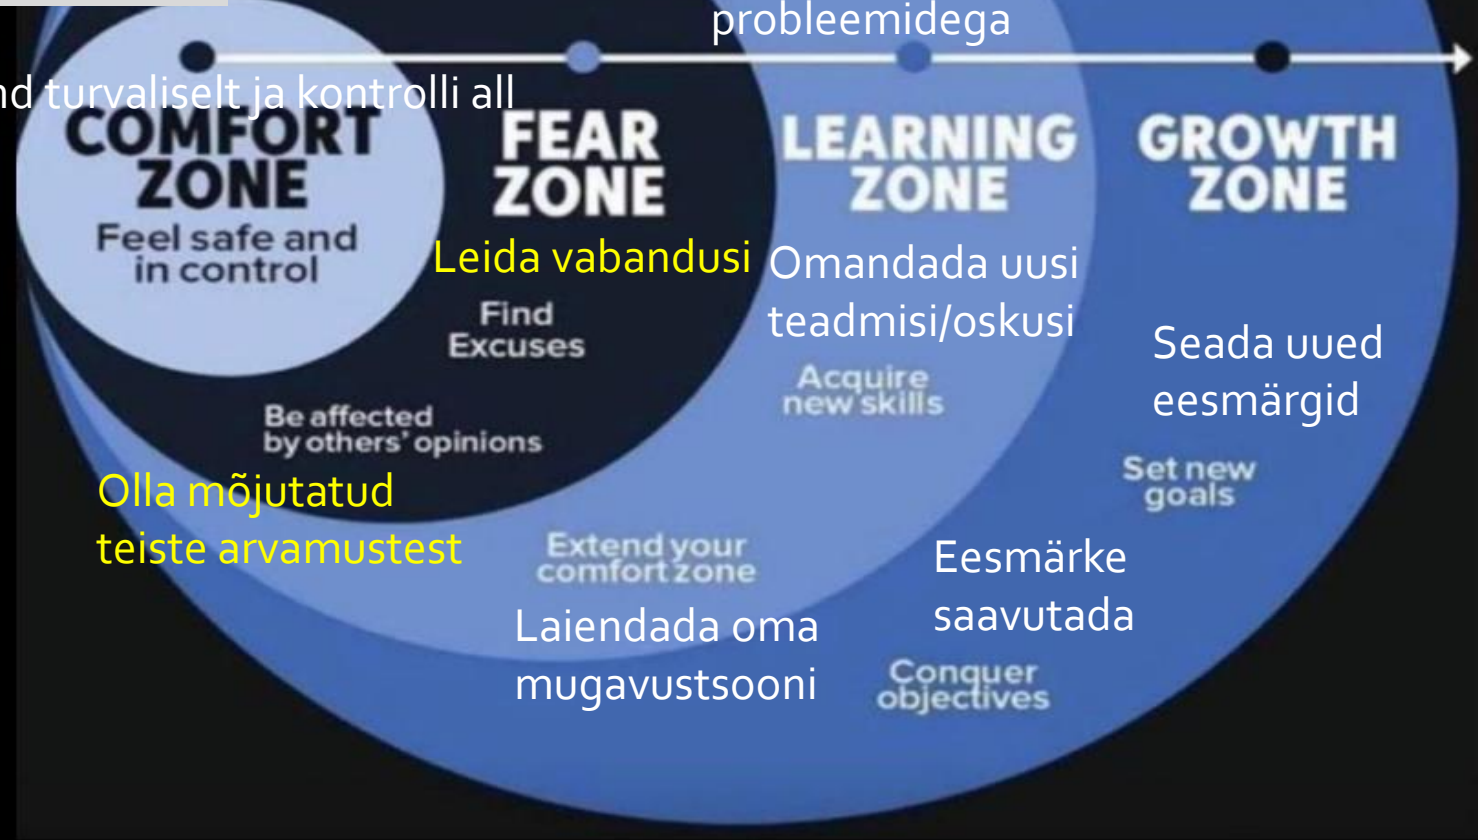 probleemidega
nd turvaliselt ja kontrolli all
COMFORT
ZONE
Feel safe and
in control
FEAR
ZONE
Leida vabandusi
Find
Excuses
Be affected
by others' opinions
Olla mõjutatud
teiste arvamustest
LEARNING
ZONE
Omandada uusi
teadmisi/oskusi
Acquire
new skills
Extend your
comfort zone
Laiendada oma
mugavustsooni
GROWTH
ZONE
Seada uued
eesmärgid
Set new
goals
Eesmärke
saavutada
Conquer
objectives